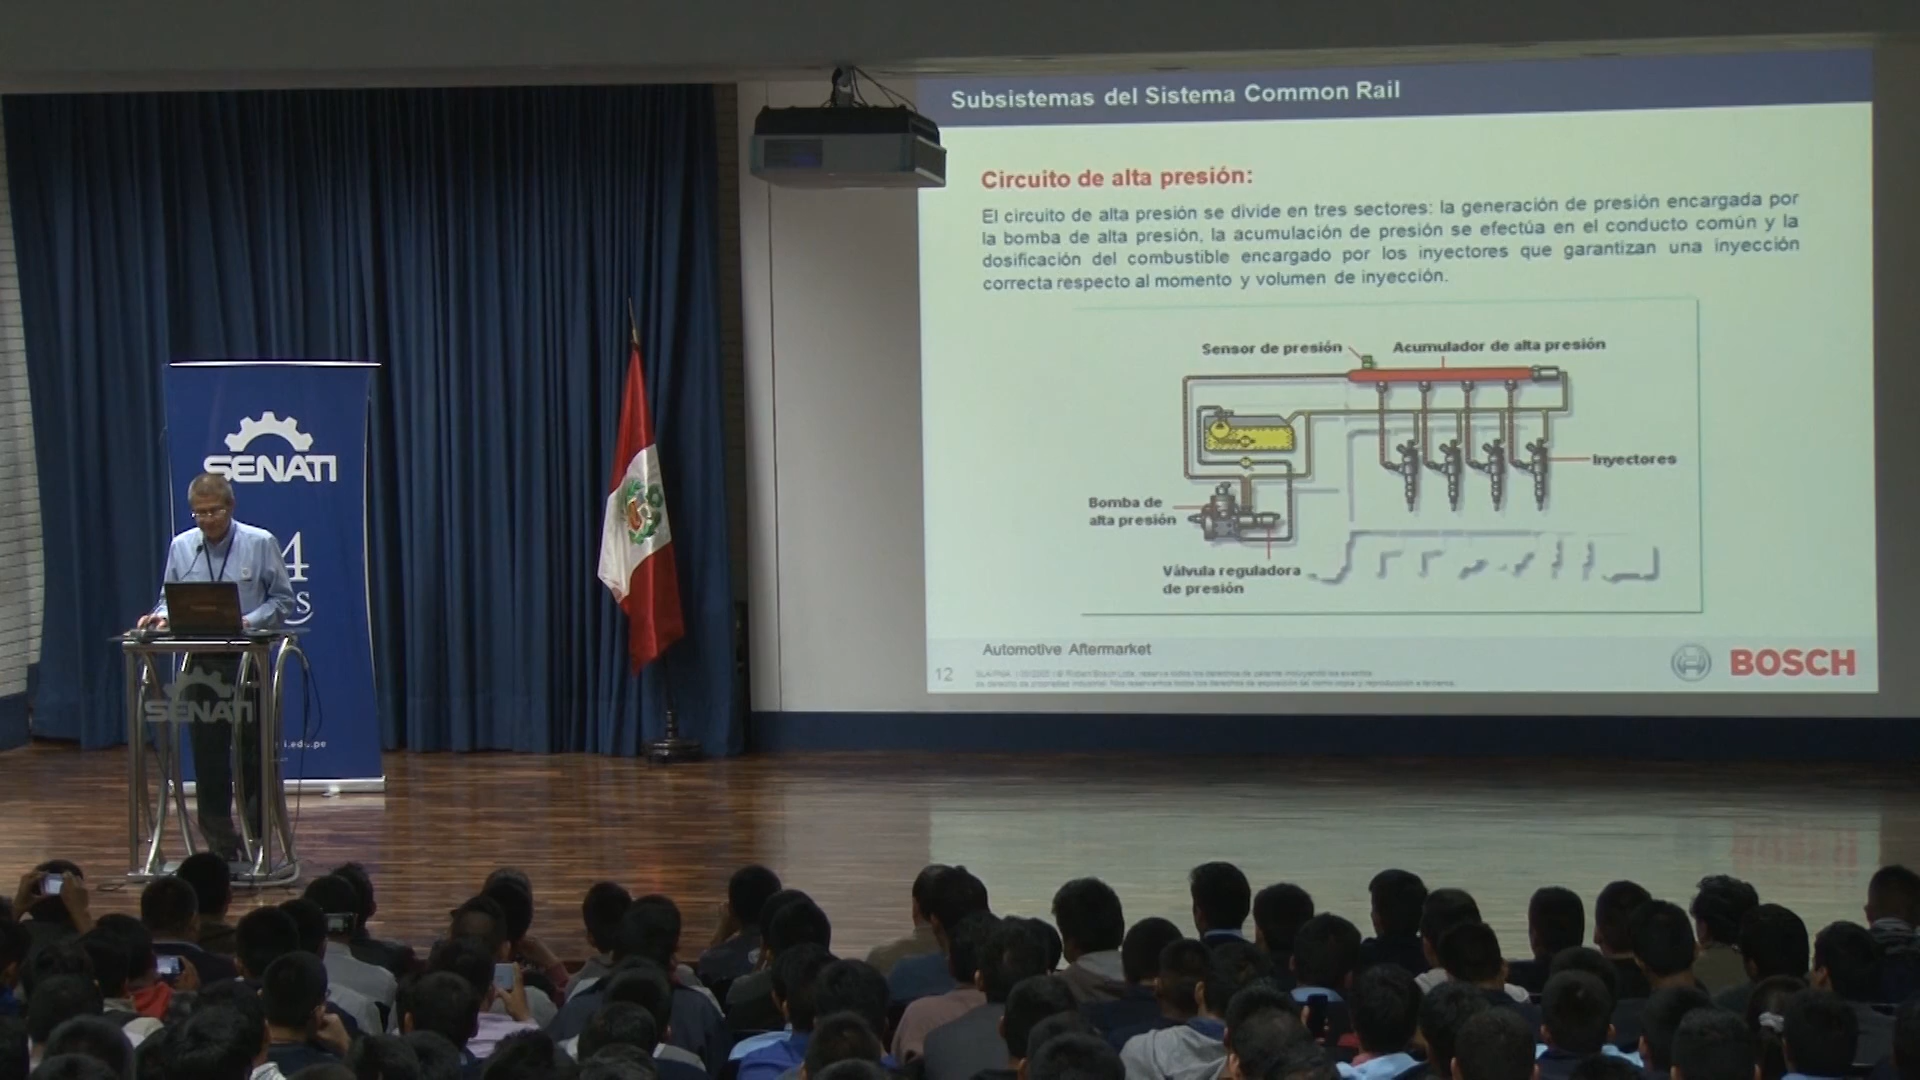 Subsistemas del Sistema Common Rail
Circuito de alta presión:
El circuito de alta presión se divide en tres sectores: la generación de presión encargada por
la bomba de alta presión, la acumulación de presión se efectúa en el conducto común y la
dosificación del combustible encargado por los inyectores que garantizan una inyección
correcta respecto al momento y volumen de inyección.
Sensor de presión
Acumulador de alta presión
Inyectores
Bomba de
alta presión
Válvula reguladora
de presión
Automotive Aftermarket
12
BOSCH
SENATI
4
S
SENATI
.edu.pe